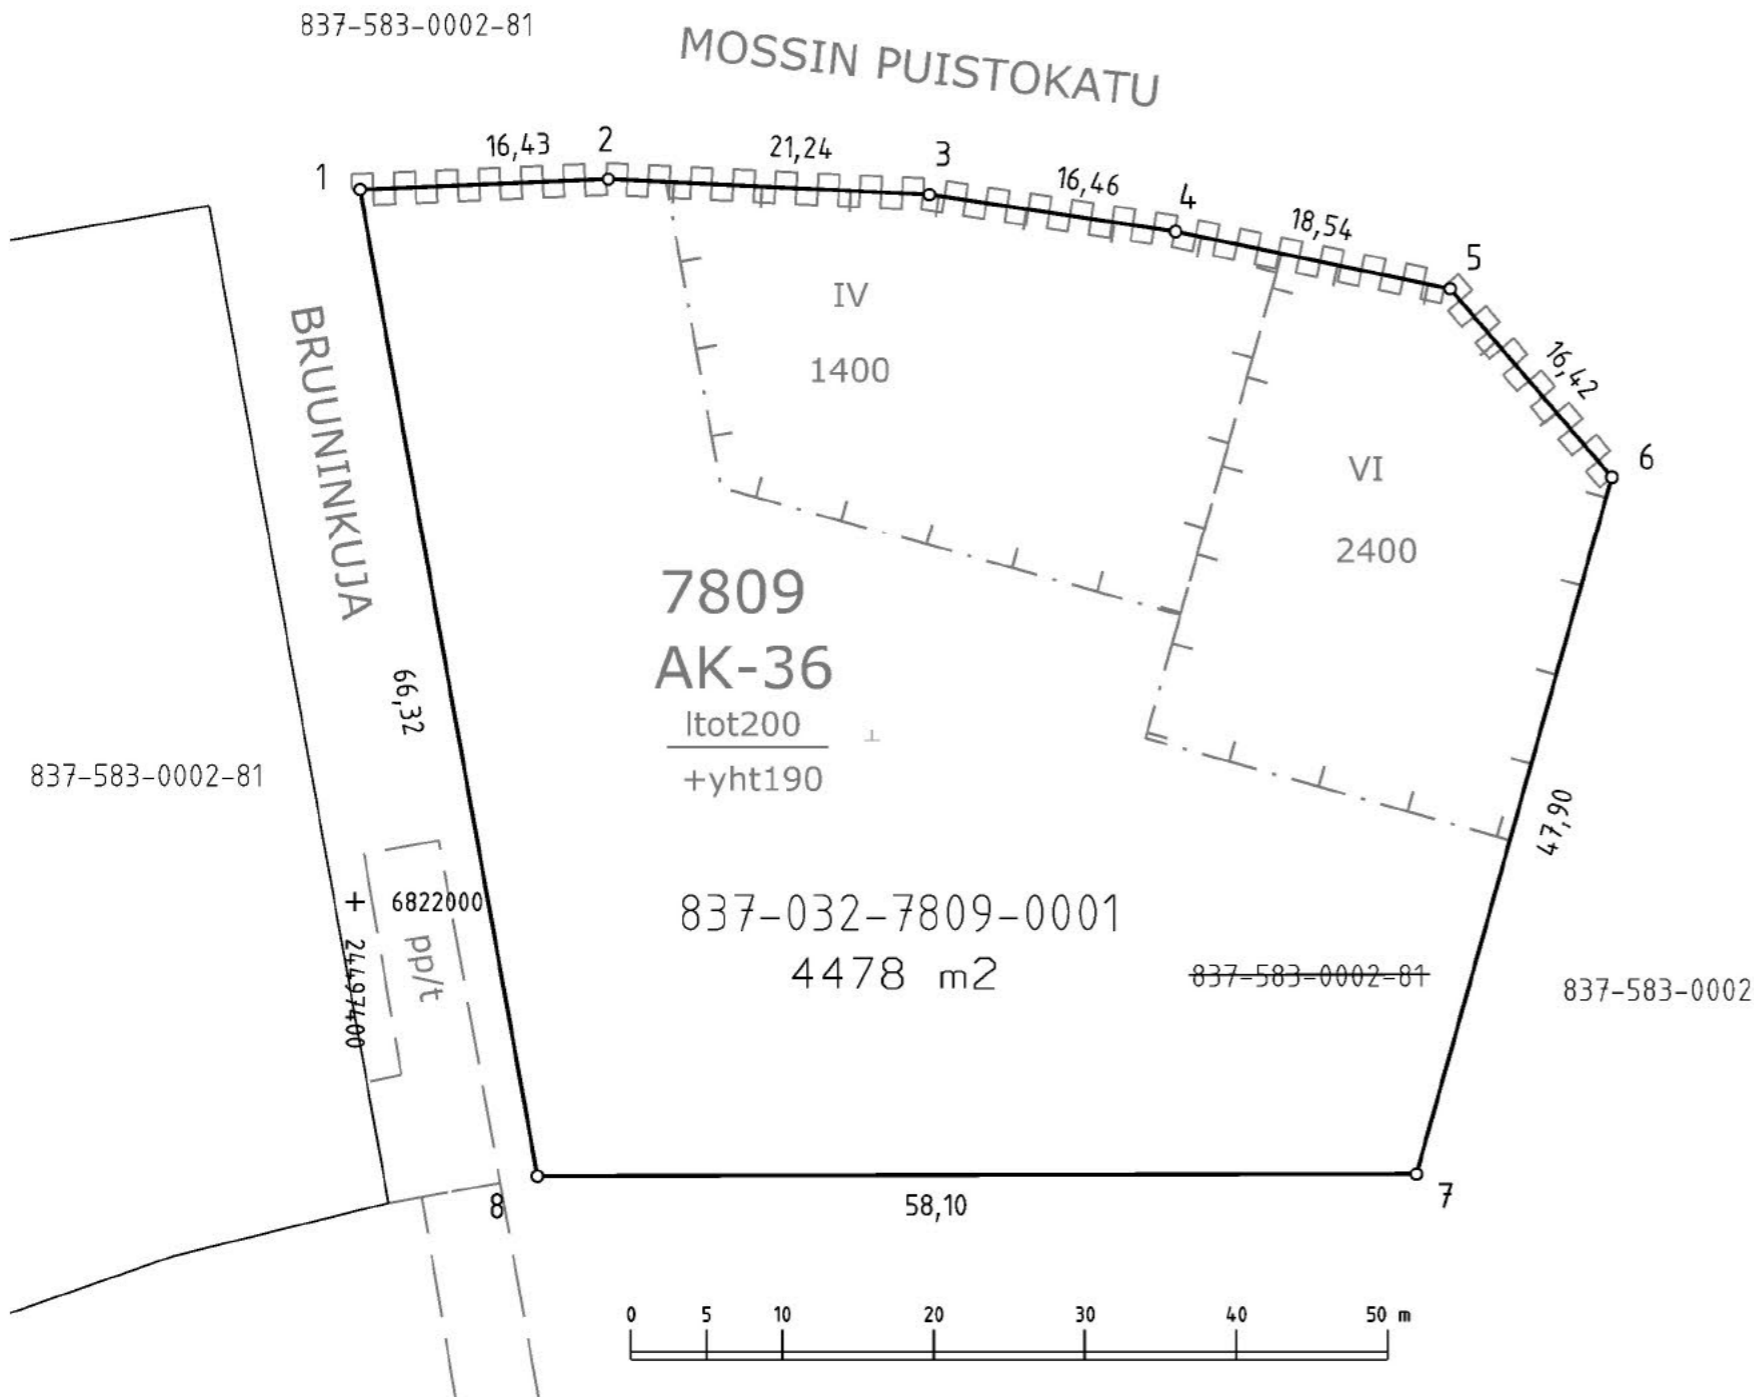 837-583-0002-81
MOSSIN PUISTOKATU
16,43
2
21,24
3
1
16,46
4
18,54
5
IV
1400
16,42
6
BRUUNINKUJA
VI
2400
7809
AK-36
ltot200
+yht190
66,32
837-583-0002-81
47,90
+ 6822000
24497400
pp/t
837-032-7809-0001
4478 m2
837-583-0002-81
837-583-0002
8
58,10
7
0 5 10 20 30 40 50 m